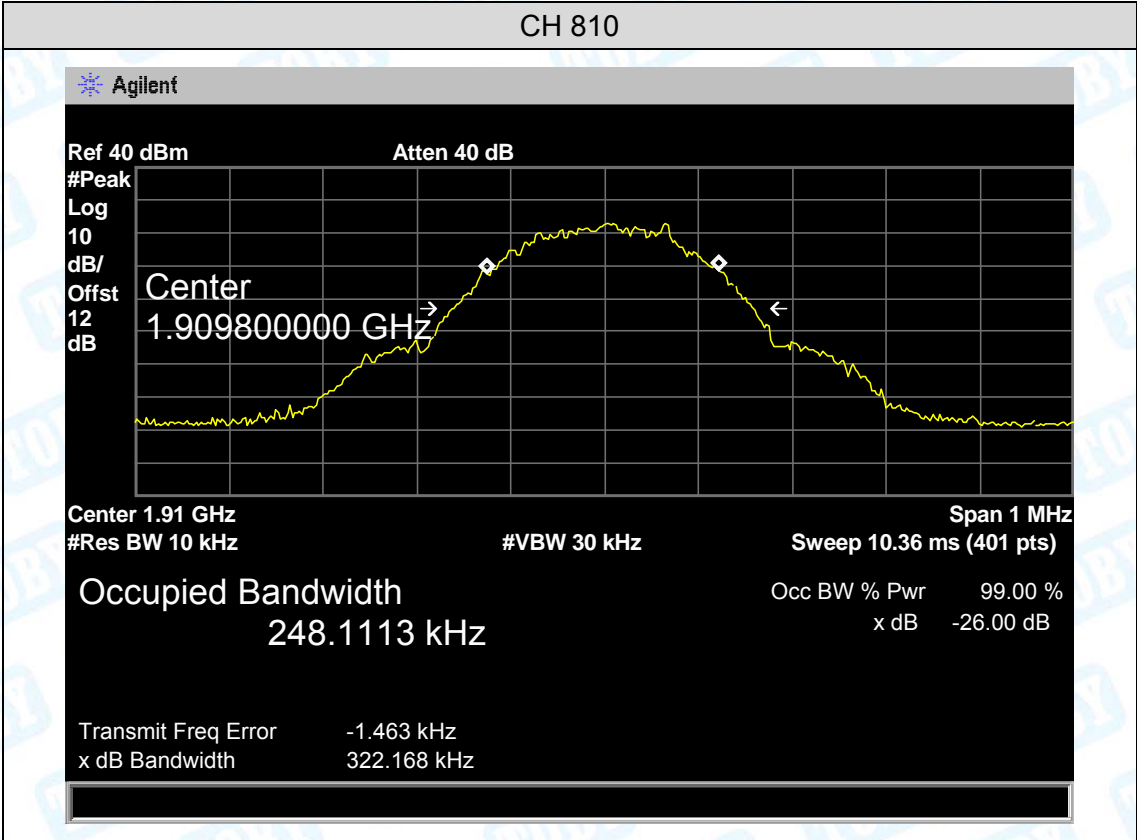 CH 810
Agilent
Ref 40 dBm Atten 40 dB
#Peak
Log
10
dB/
Offst
12
dB
Center
1.909800000 GHz
Center 1.91 GHz Span 1 MHz
#Res BW 10 kHz #VBW 30 kHz Sweep 10.36 ms (401 pts)
Occupied Bandwidth Occ BW % Pwr 99.00 %
248.1113 kHz x dB -26.00 dB
Transmit Freq Error -1.463 kHz
x dB Bandwidth 322.168 kHz
TOBY